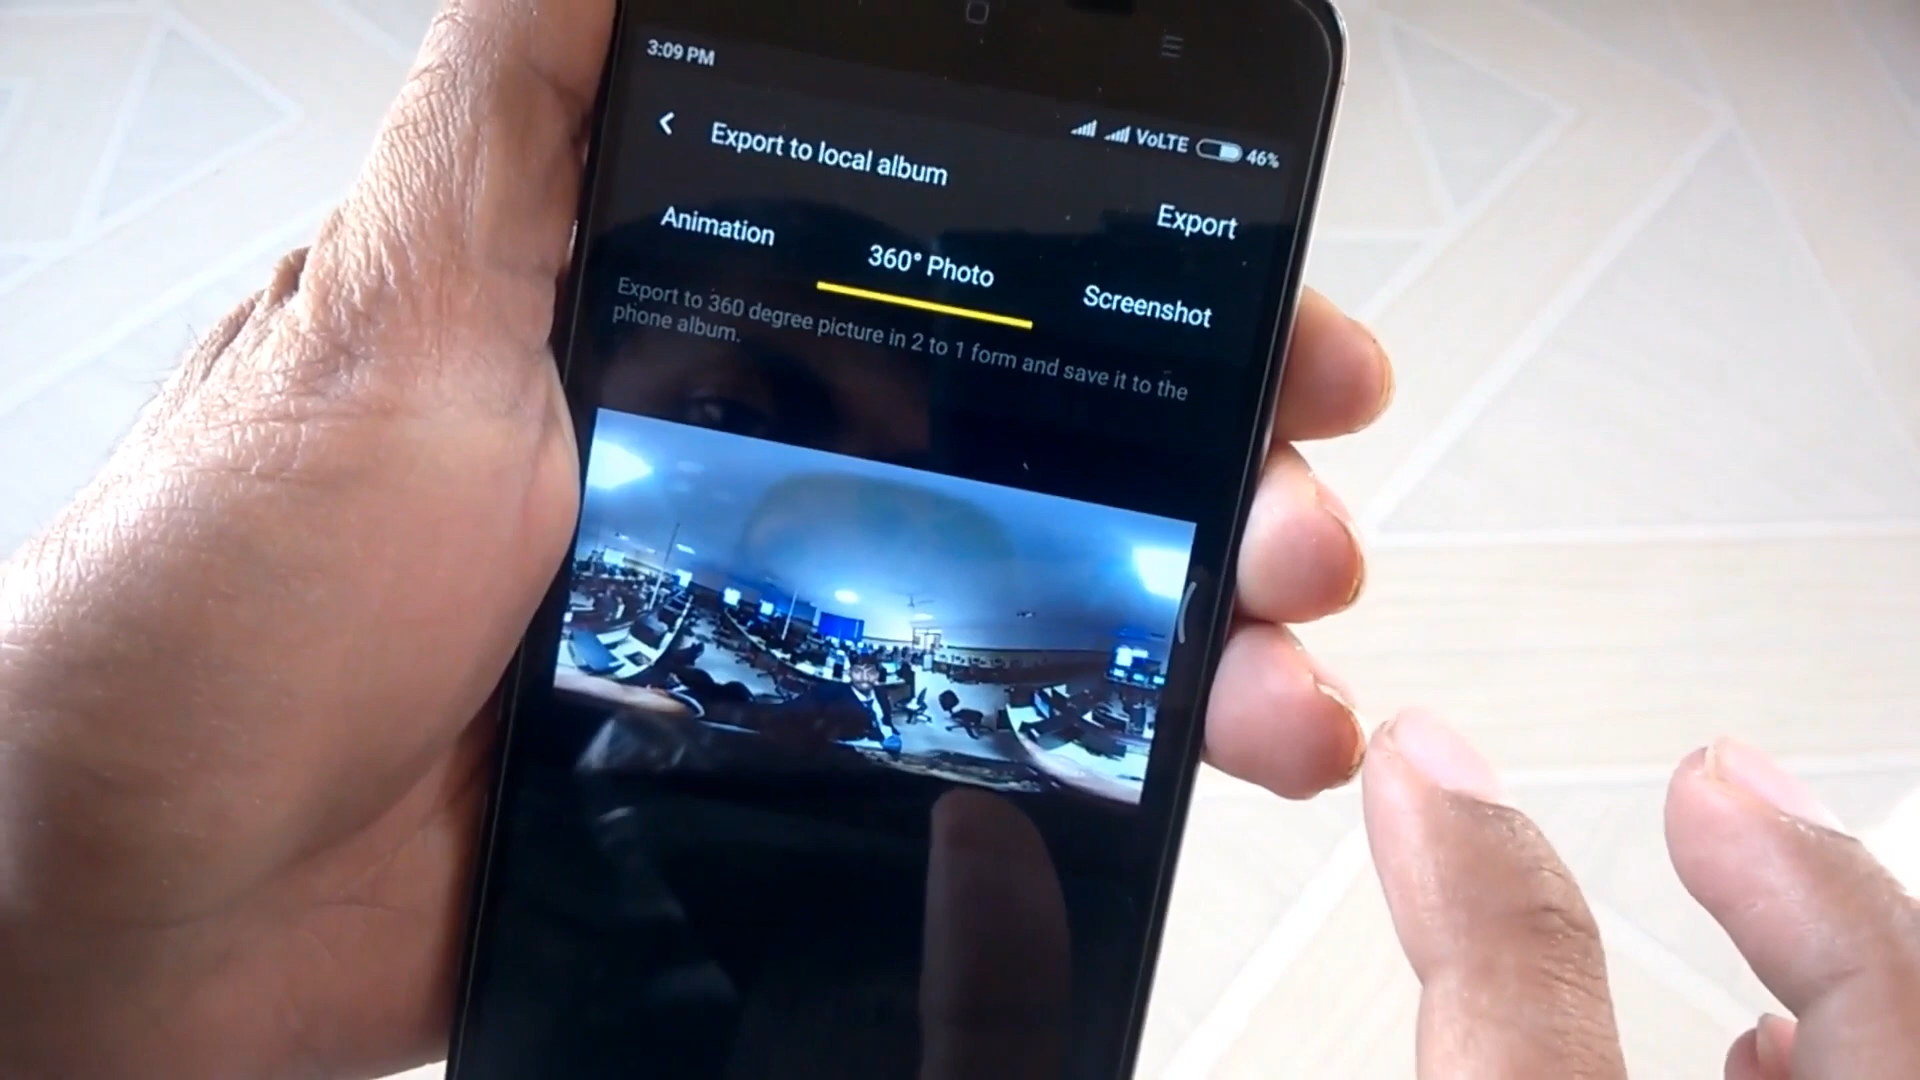 3:09 PM
VoLTE 46%
Export to local album
Export
Animation
360° Photo
Screenshot
Export to 360 degree picture in 2 to 1 form and save it to the
phone album.